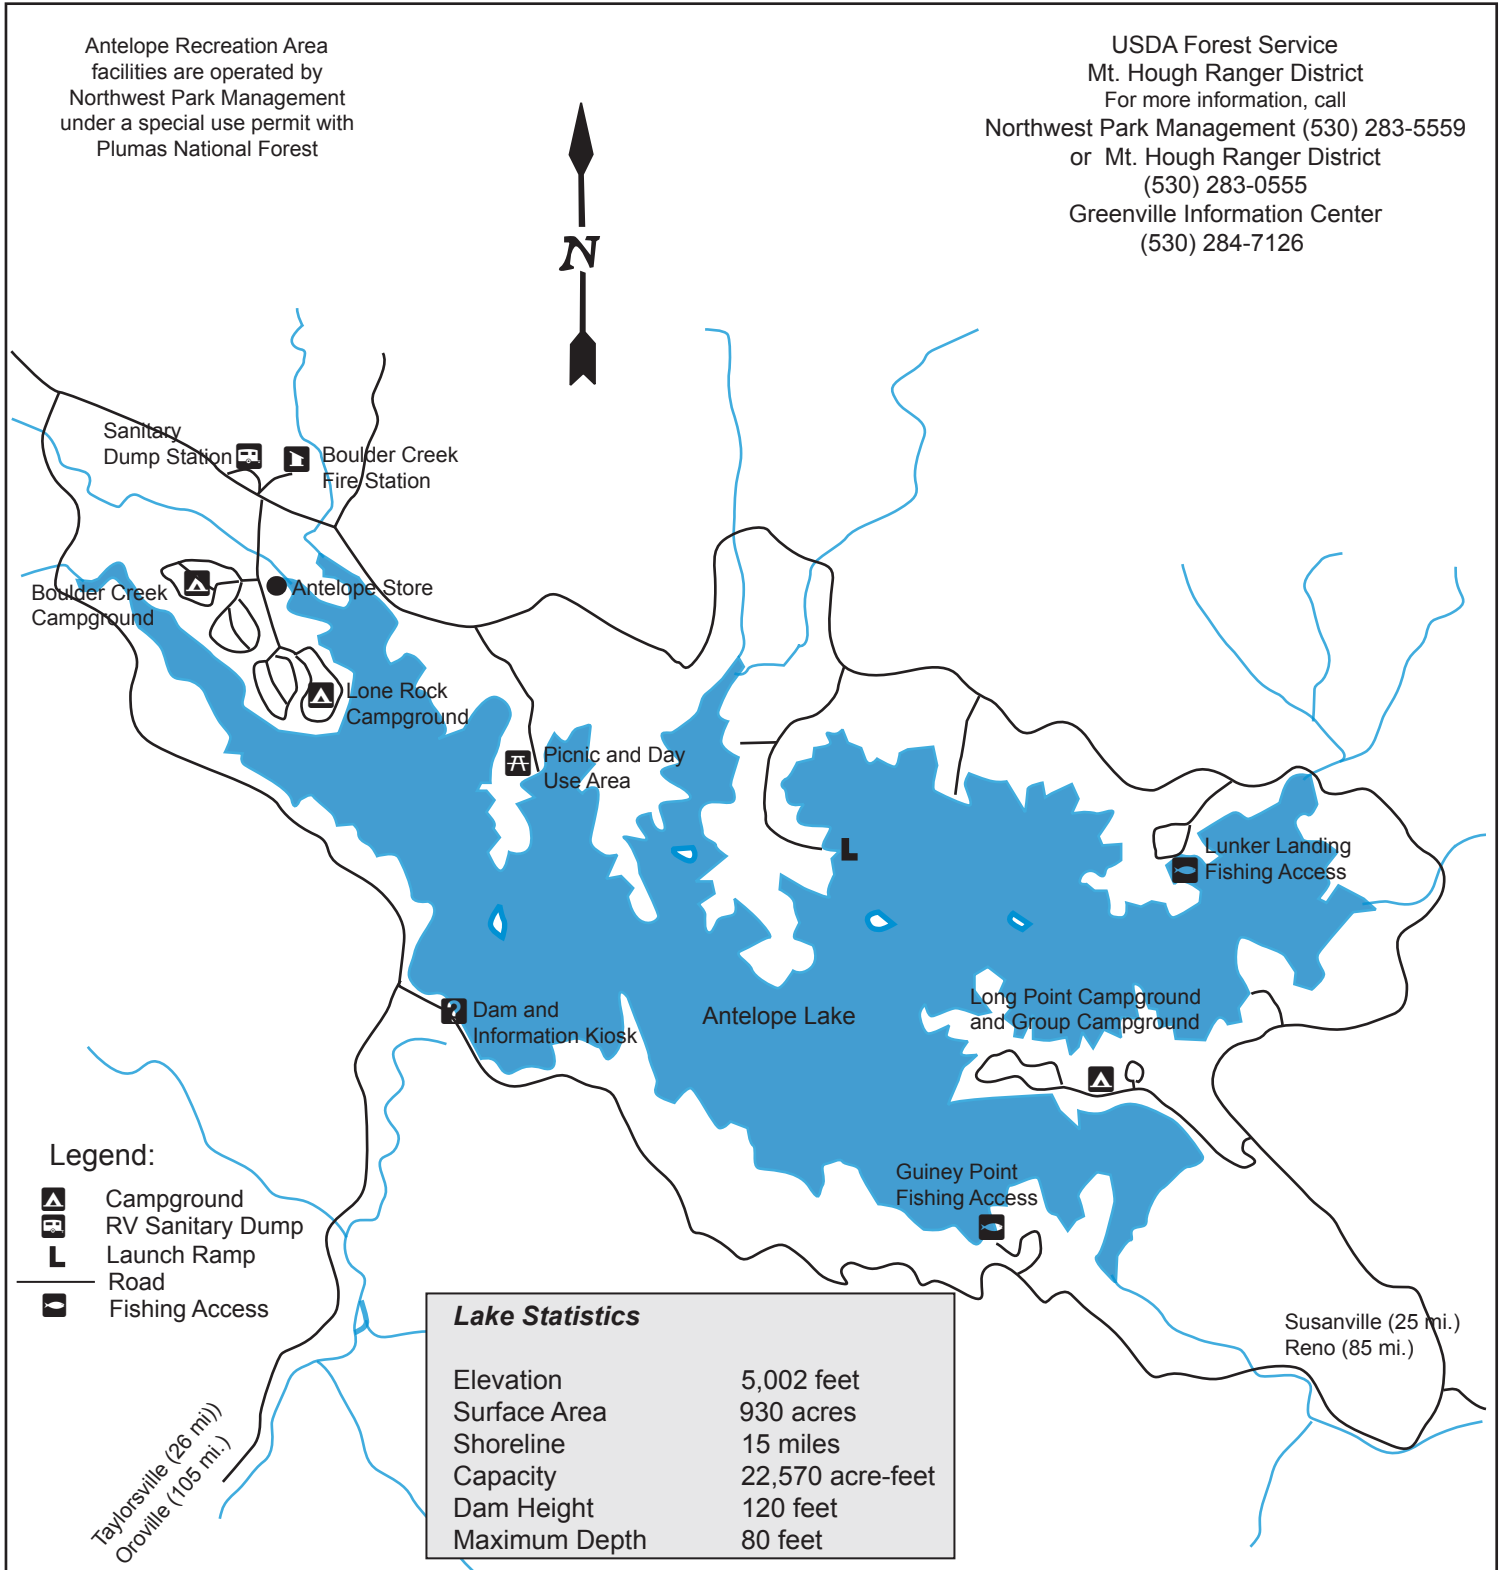 Antelope Recreation Area
facilities are operated by
Northwest Park Management
under a special use permit with
Plumas National Forest
USDA Forest Service
Mt. Hough Ranger District
For more information, call
Northwest Park Management (530) 283-5559
or Mt. Hough Ranger District
(530) 283-0555
Greenville Information Center
(530) 284-7126
N
Sanitary
Dump Station
Boulder Creek
Fire Station
Boulder Creek
Campground
Antelope Store
Lone Rock
Campground
Picnic and Day
Use Area
Lunker Landing
Fishing Access
Dam and
Information Kiosk
Antelope Lake
Long Point Campground
and Group Campground
Guiney Point
Fishing Access
Legend:
Campground
RV Sanitary Dump
Launch Ramp
Road
Fishing Access
Susanville (25 mi.)
Reno (85 mi.)
Taylorsville (26 mi))
Oroville (105 mi.)
Lake Statistics
Elevation 5,002 feet
Surface Area 930 acres
Shoreline 15 miles
Capacity 22,570 acre-feet
Dam Height 120 feet
Maximum Depth 80 feet